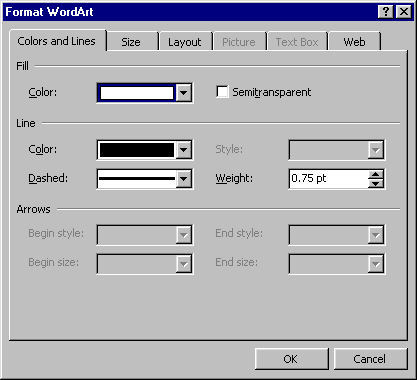 Format WordArt
Colors and Lines Size Layout Picture Text Box Web
Fill
Color: Semitransparent
Line
Color: Style:
Dashed: Weight: 0.75 pt
Arrows
Begin style: End style:
Begin size: End size:
OK Cancel